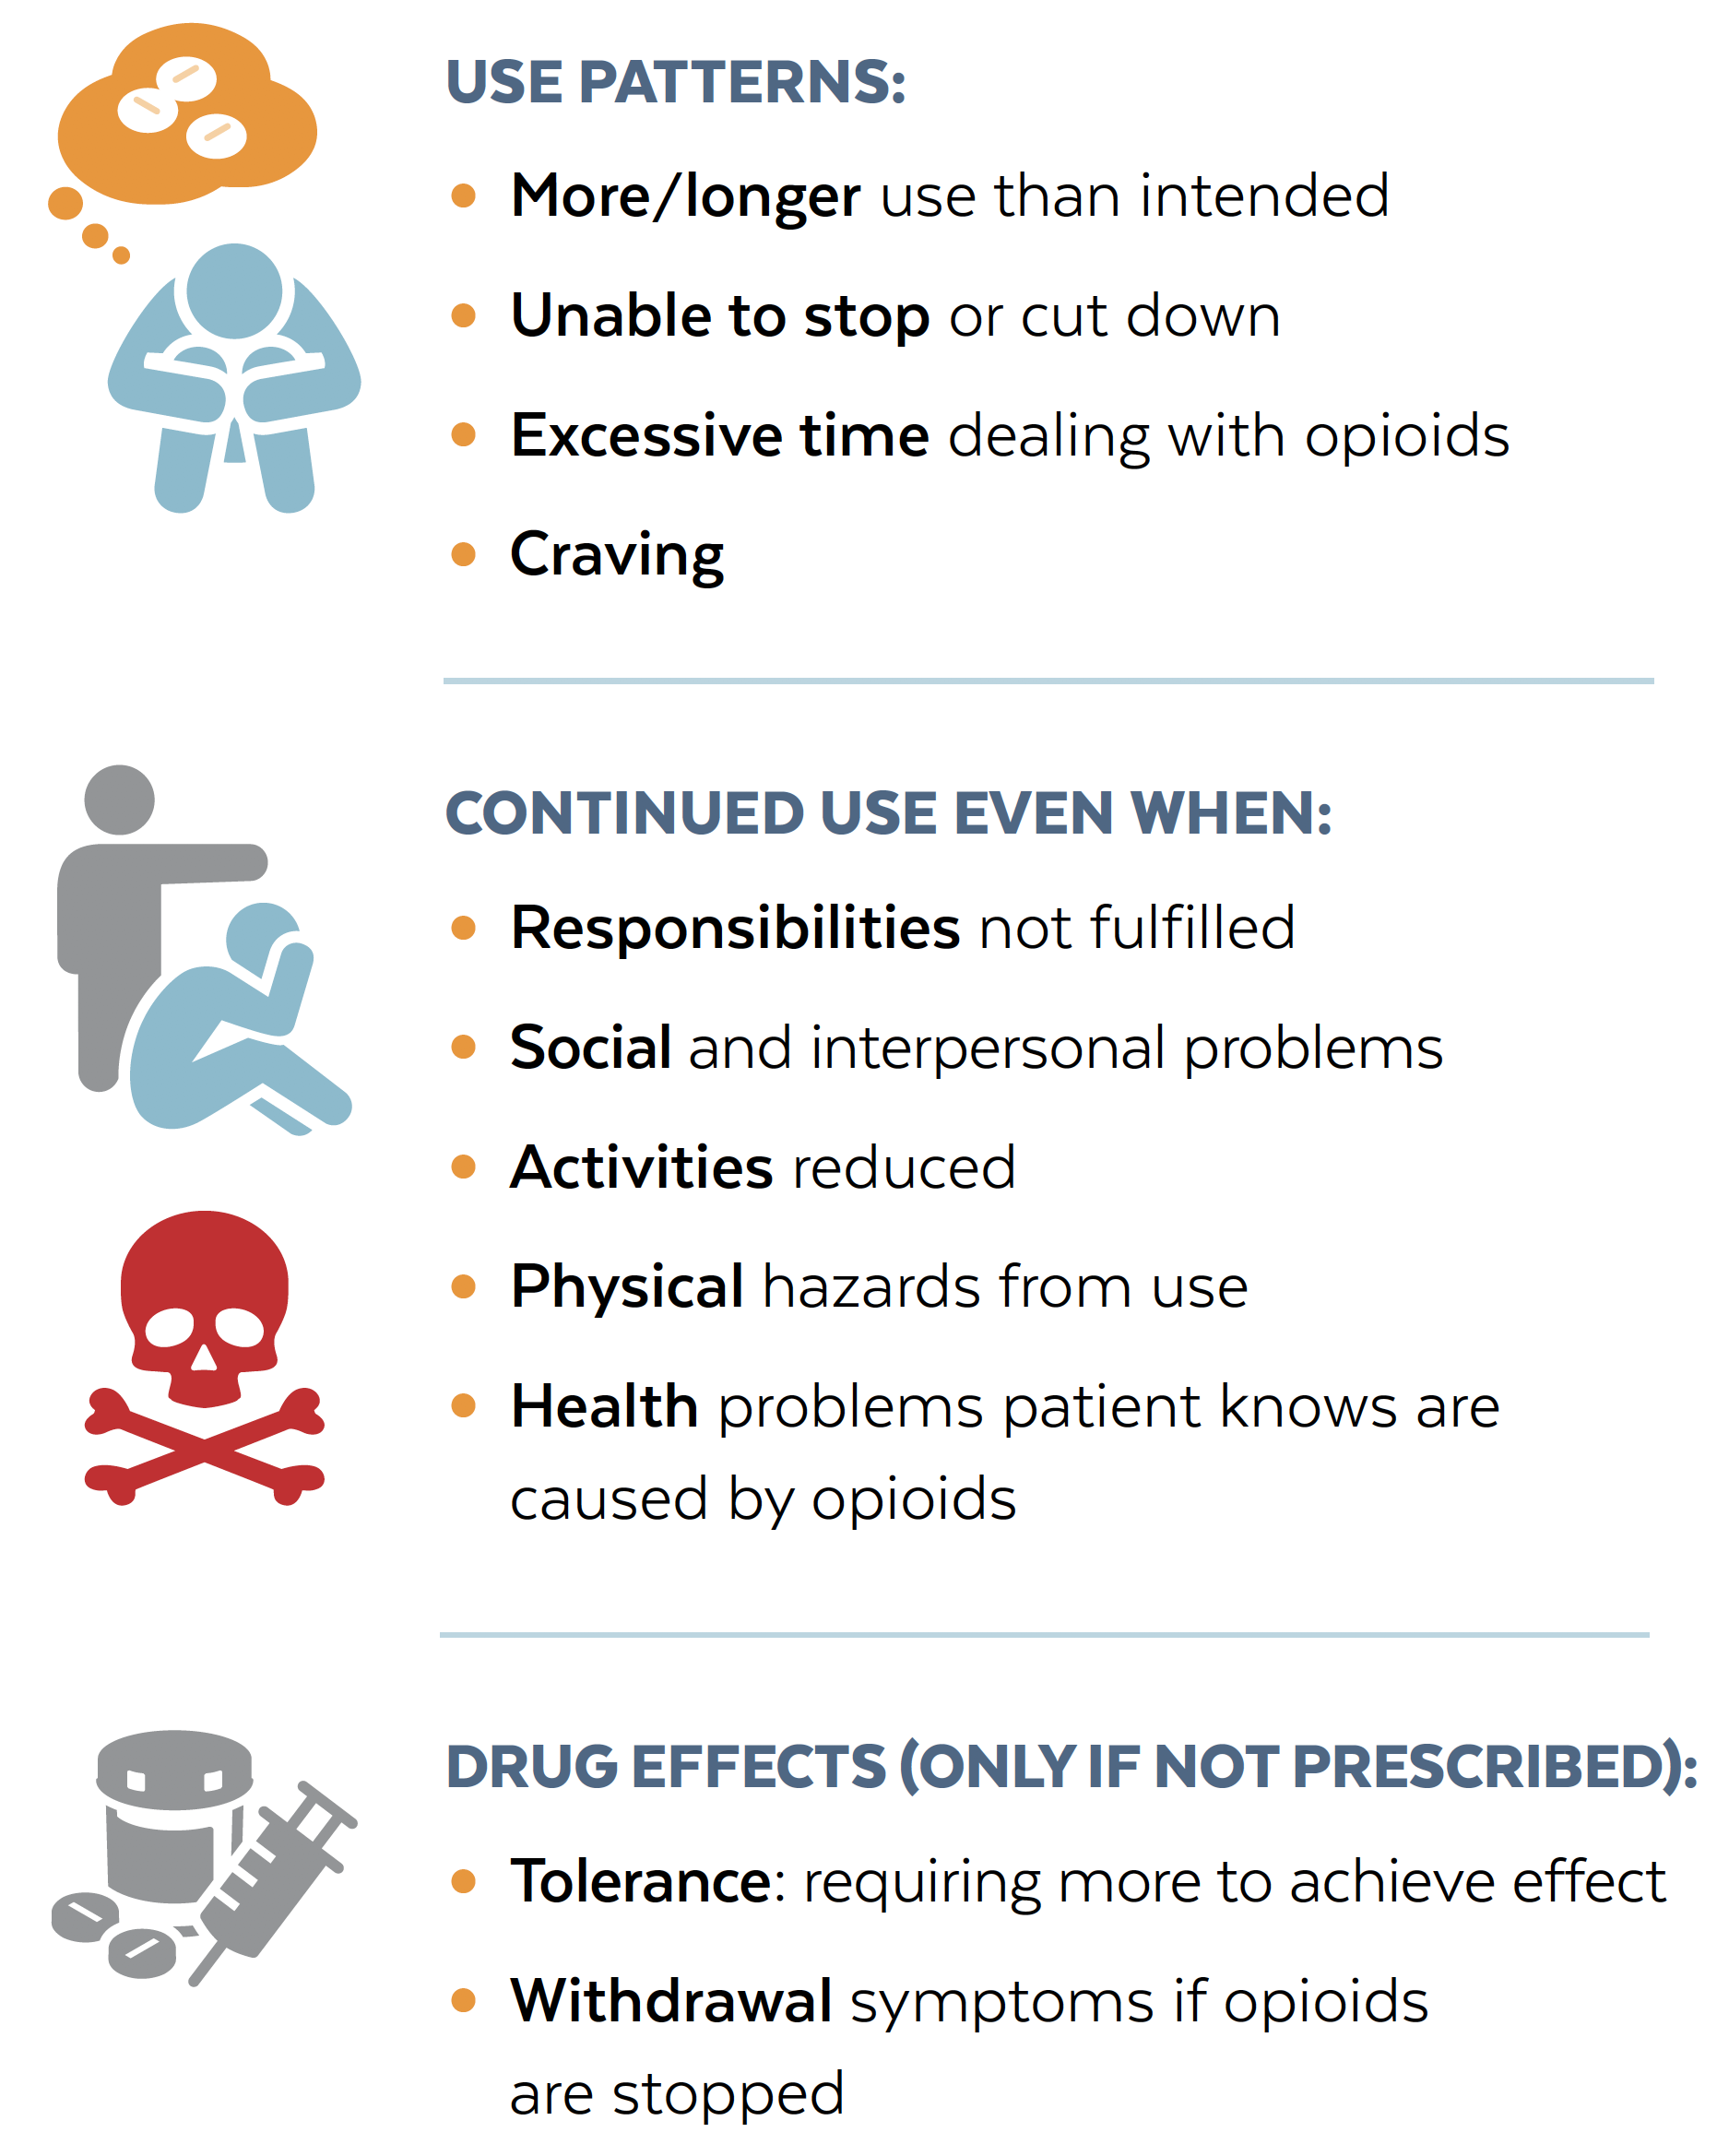 USE PATTERNS:
• More/longer use than intended
• Unable to stop or cut down
• Excessive time dealing with opioids
• Craving
CONTINUED USE EVEN WHEN:
• Responsibilities not fulfilled
• Social and interpersonal problems
• Activities reduced
• Physical hazards from use
• Health problems patient knows are
caused by opioids
DRUG EFFECTS (ONLY IF NOT PRESCRIBED):
• Tolerance: requiring more to achieve effect
• Withdrawal symptoms if opioids
are stopped